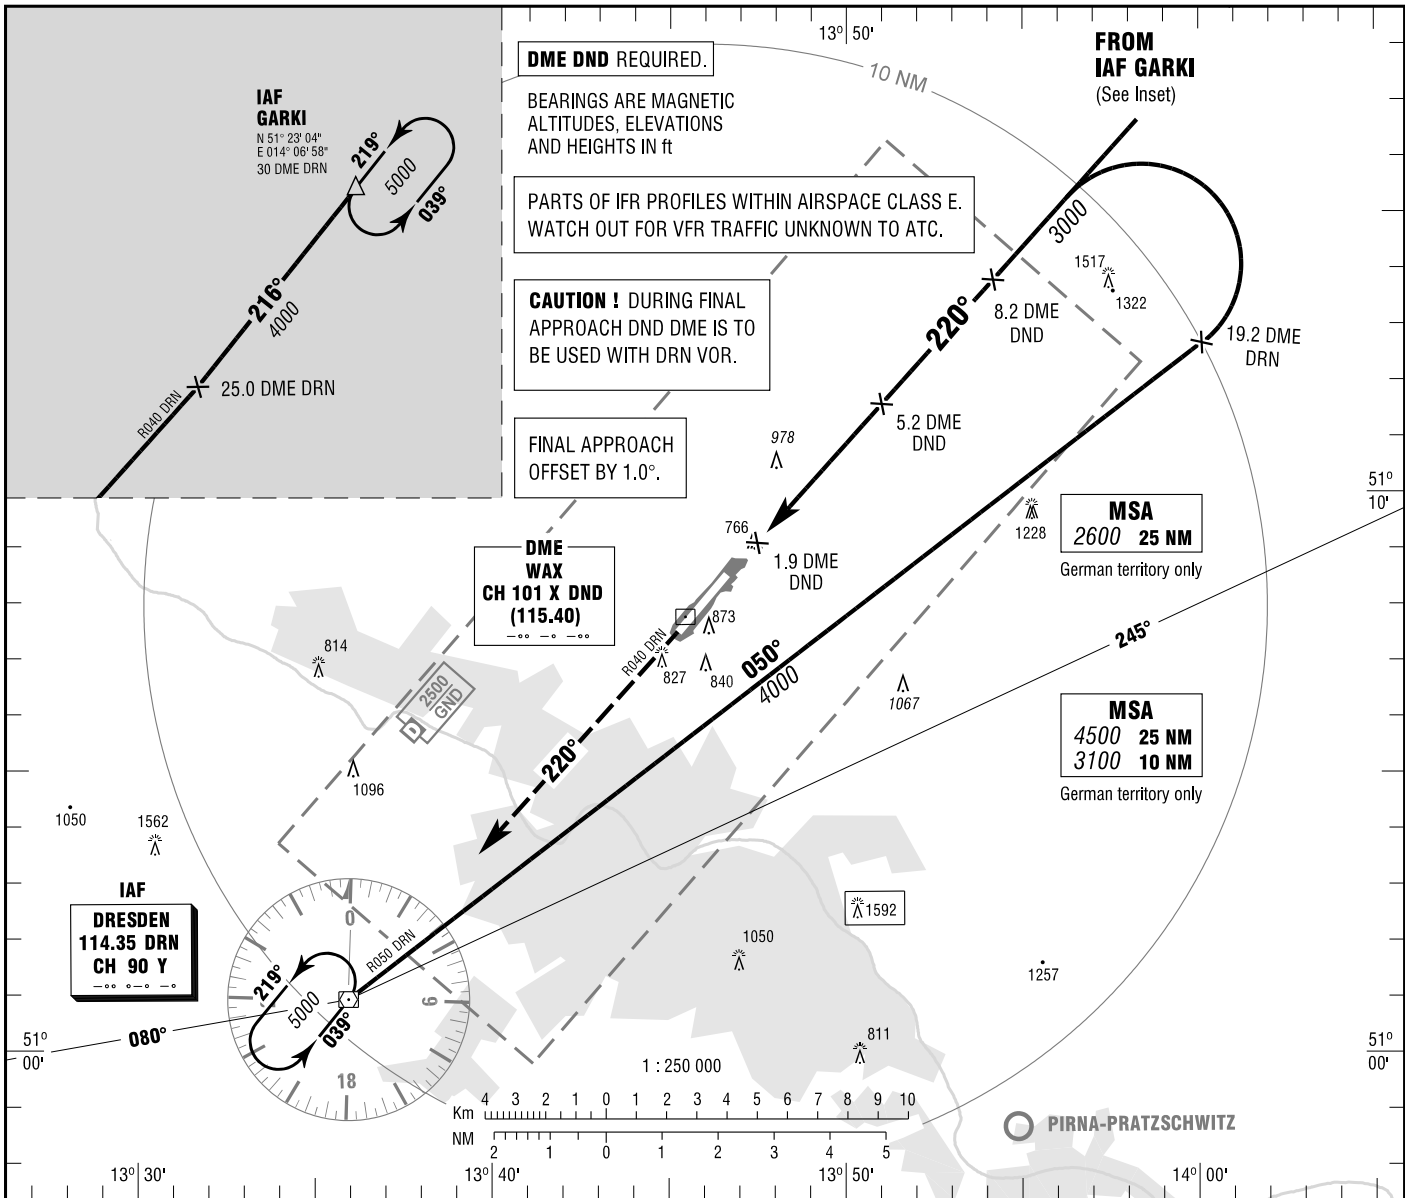 13° 50'
FROM
IAF GARKI
(See Inset)
DME DND REQUIRED.
10 NM
BEARINGS ARE MAGNETIC
ALTITUDES, ELEVATIONS
AND HEIGHTS IN ft
IAF
GARKI
N 51° 23' 04"
E 014° 06' 58"
30 DME DRN
219°
5000
039°
PARTS OF IFR PROFILES WITHIN AIRSPACE CLASS E.
WATCH OUT FOR VFR TRAFFIC UNKNOWN TO ATC.
3000
1517
1322
216°
4000
CAUTION ! DURING FINAL
APPROACH DND DME IS TO
BE USED WITH DRN VOR.
220°
8.2 DME
DND
19.2 DME
DRN
25.0 DME DRN
R040 DRN
5.2 DME
DND
FINAL APPROACH
OFFSET BY 1.0°.
978
51°
10'
MSA
2600 25 NM
German territory only
1228
766
1.9 DME
DND
DME
WAX
CH 101 X DND
(115.40)
873
R040 DRN
827
840
814
050°
4000
245°
2500
GND
D
1067
MSA
4500 25 NM
3100 10 NM
German territory only
220°
1096
1050
1562
IAF
DRESDEN
114.35 DRN
CH 90 Y
0
9
18
R050 DRN
219°
5000
039°
080°
1592
1050
1257
811
51°
00'
51°
00'
1 : 250 000
Km
4 3 2 1 0 1 2 3 4 5 6 7 8 9 10
NM
2 1 0 1 2 3 4 5
PIRNA-PRATZSCHWITZ
13° 30'
13° 40'
13° 50'
14° 00'